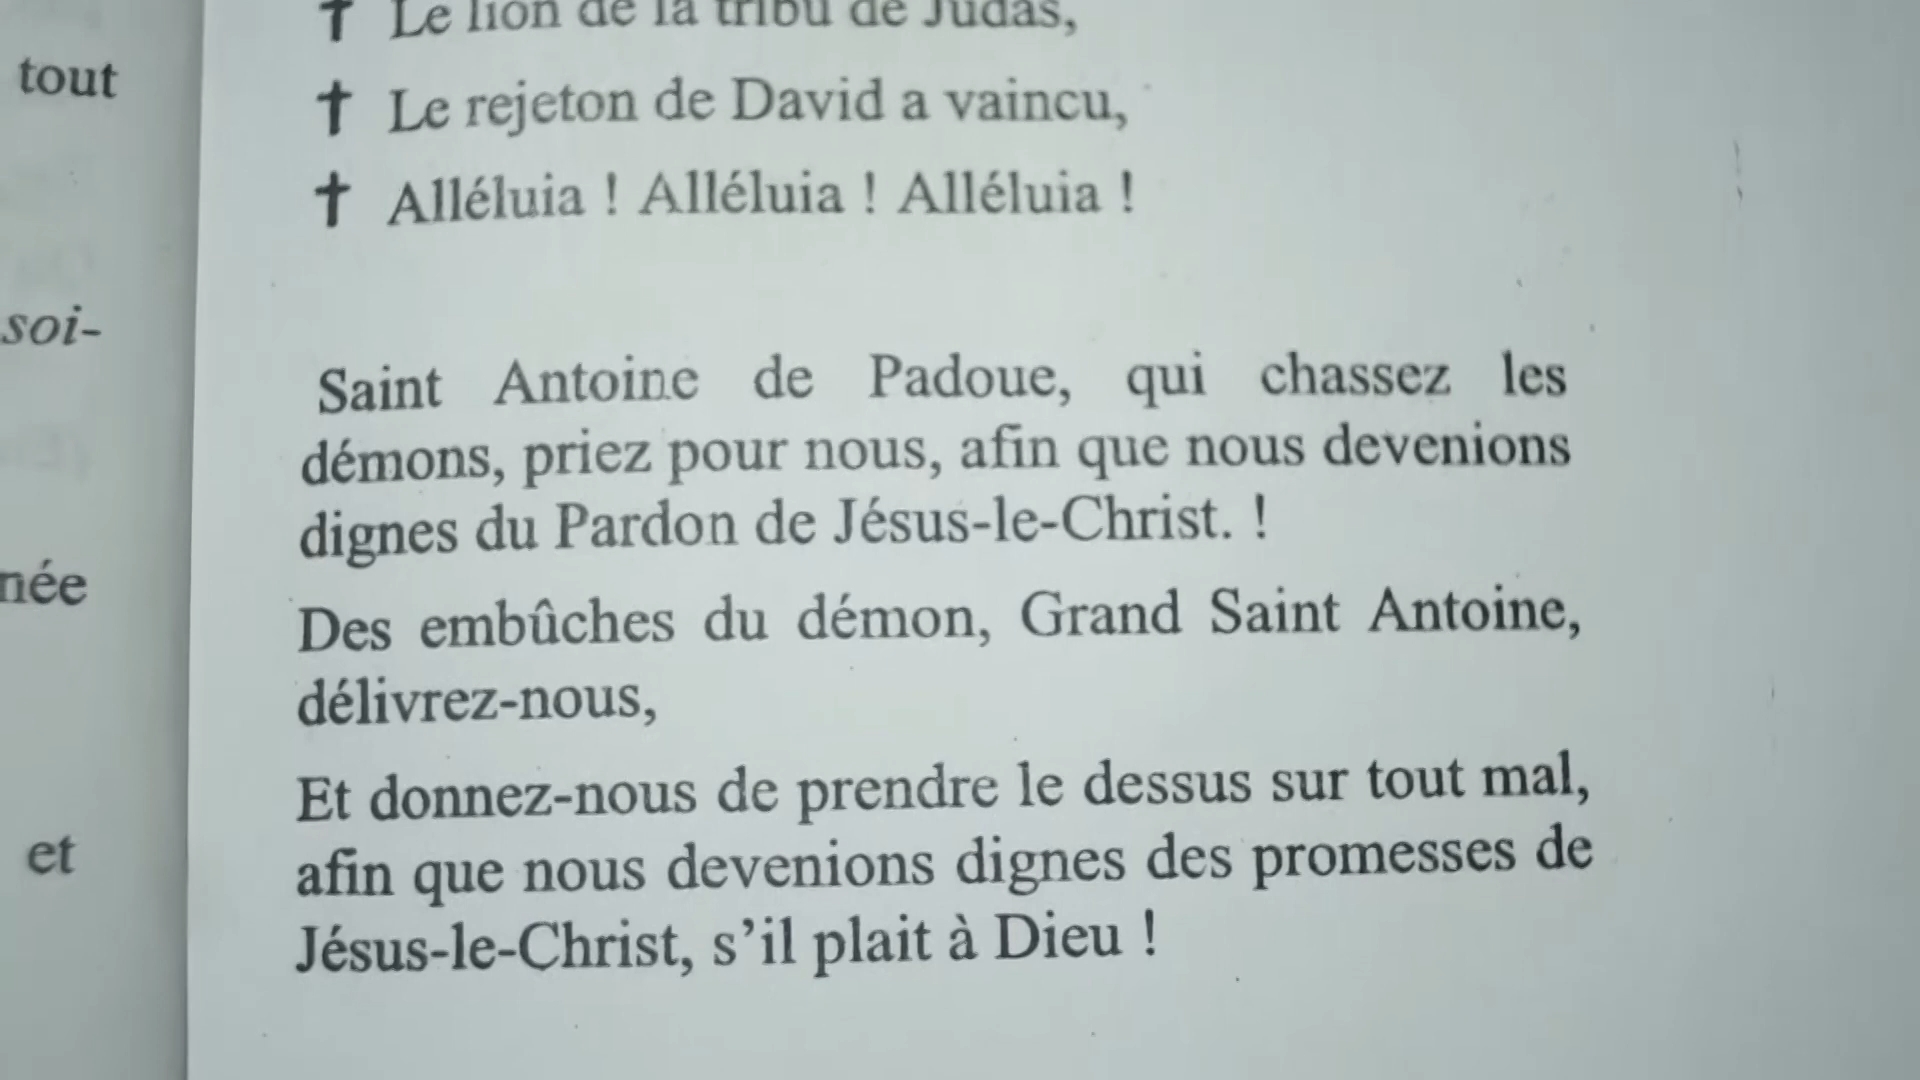 tout
soi-
née
et
† Le lion de la tribu de Judas,
† Le rejeton de David a vaincu,
† Alléluia ! Alléluia ! Alléluia !
Saint Antoine de Padoue, qui chassez les
démons, priez pour nous, afin que nous devenions
dignes du Pardon de Jésus-le-Christ. !
Des embûches du démon, Grand Saint Antoine,
délivrez-nous,
Et donnez-nous de prendre le dessus sur tout mal,
afin que nous devenions dignes des promesses de
Jésus-le-Christ, s’il plait à Dieu !